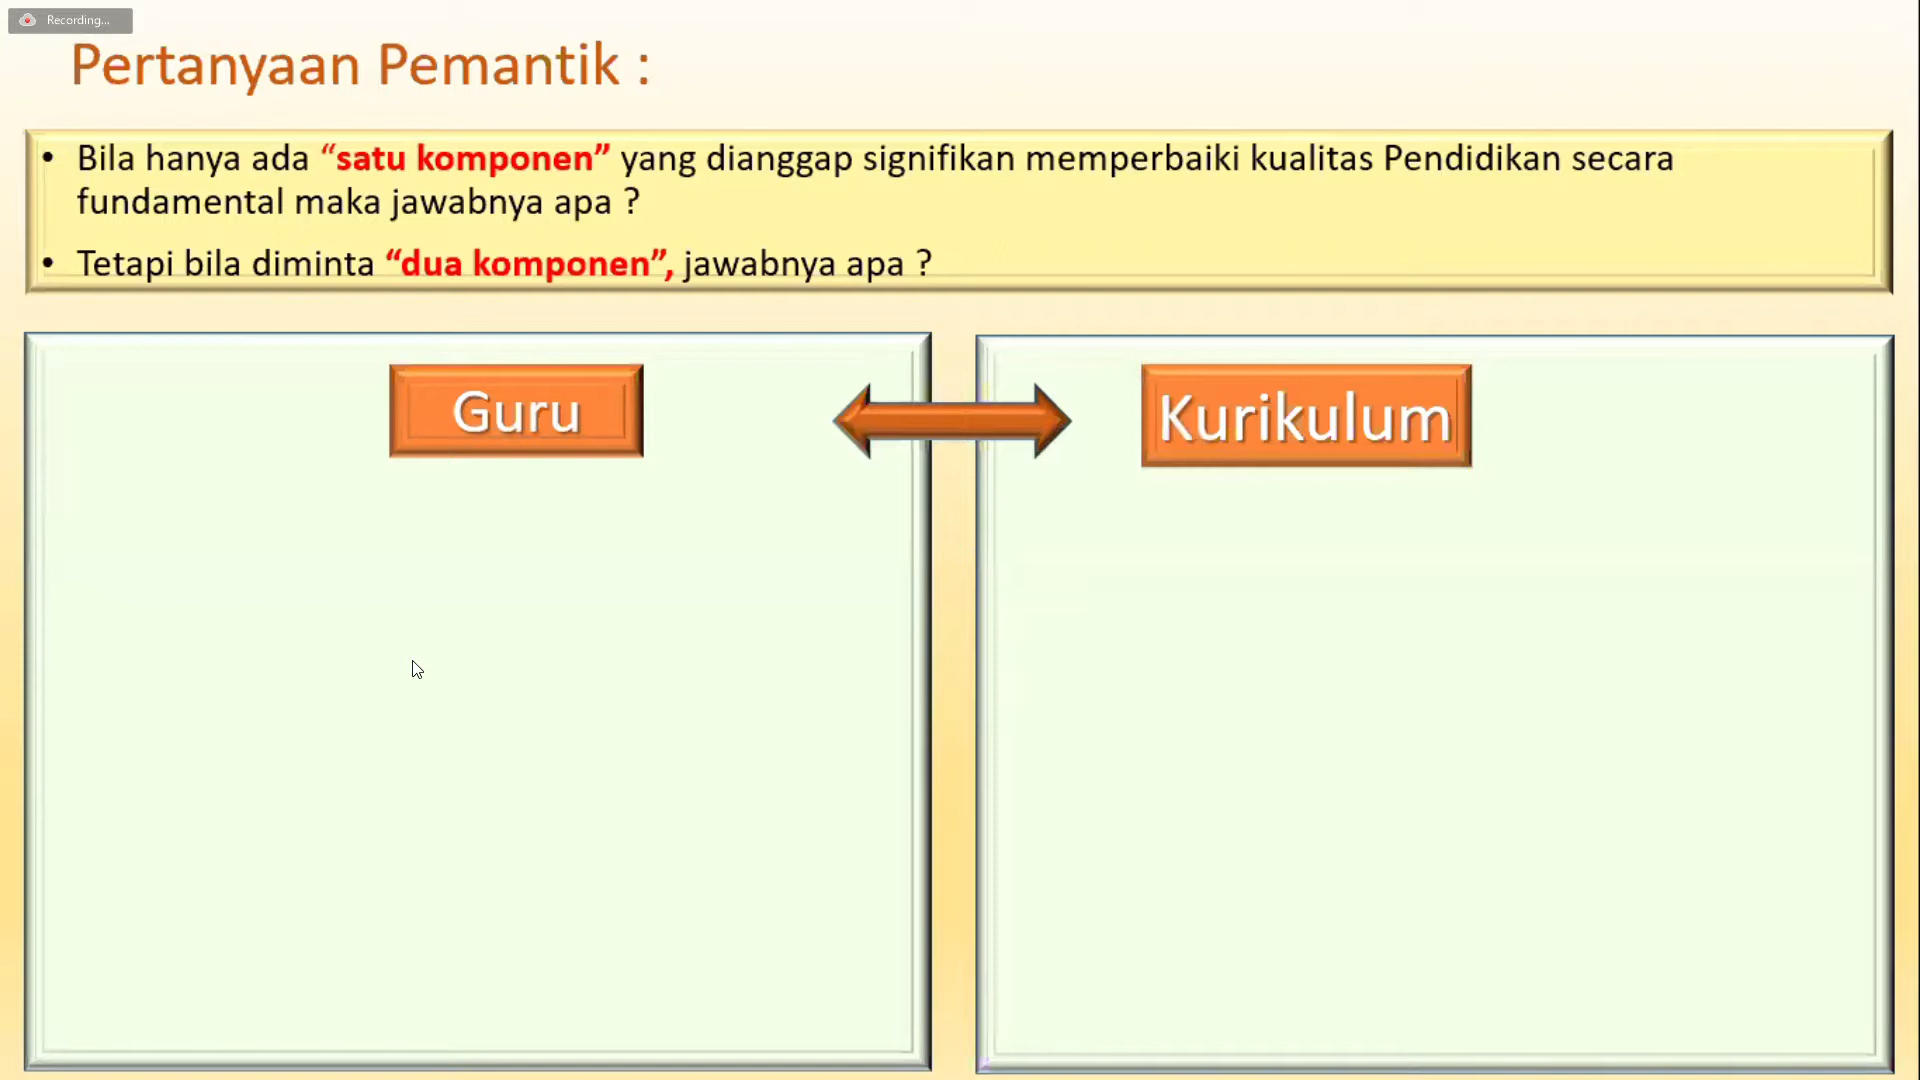 Recording...
Pertanyaan Pemantik :
• Bila hanya ada “satu komponen” yang dianggap signifikan memperbaiki kualitas Pendidikan secara
fundamental maka jawabnya apa ?
• Tetapi bila diminta “dua komponen”, jawabnya apa ?
Guru
Kurikulum